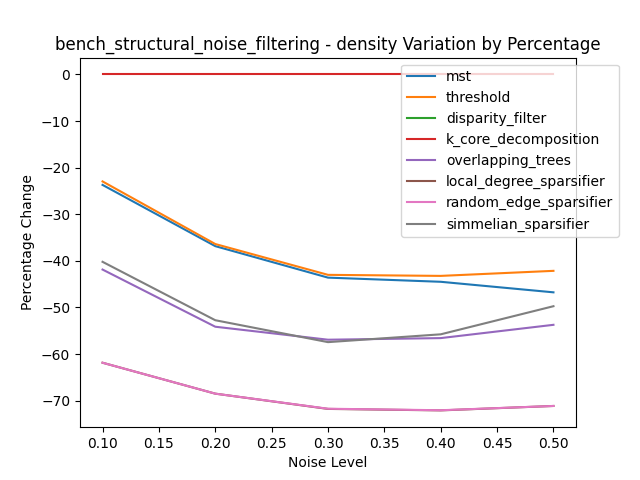 bench_structural_noise_filtering - density Variation by Percentage
0
−10
−20
−30
−40
−50
−60
−70
Percentage Change
mst
threshold
disparity_filter
k_core_decomposition
overlapping_trees
local_degree_sparsifier
random_edge_sparsifier
simmelian_sparsifier
0.10 0.15 0.20 0.25 0.30 0.35 0.40 0.45 0.50
Noise Level